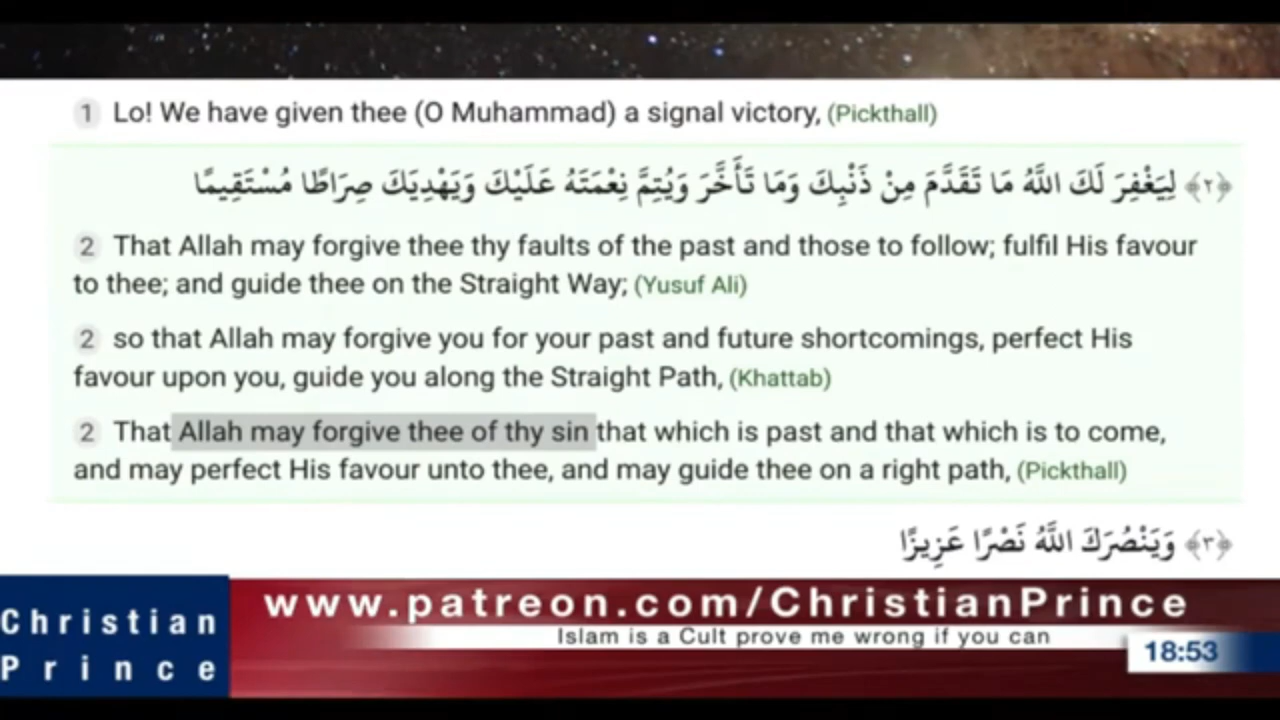 1 Lo! We have given thee (O Muhammad) a signal victory, (Pickthall)
﴿٢﴾ لِيَغْفِرَ لَكَ اللَّهُ مَا تَقَدَّمَ مِنْ ذَنْبِكَ وَمَا تَأَخَّرَ وَيُتِمَّ نِعْمَتَهُ عَلَيْكَ وَيَهْدِيَكَ صِرَاطًا مُسْتَقِيمًا
2 That Allah may forgive thee thy faults of the past and those to follow; fulfil His favour
to thee; and guide thee on the Straight Way; (Yusuf Ali)
2 so that Allah may forgive you for your past and future shortcomings, perfect His
favour upon you, guide you along the Straight Path, (Khattab)
2 That Allah may forgive thee of thy sin that which is past and that which is to come,
and may perfect His favour unto thee, and may guide thee on a right path, (Pickthall)
﴿٣﴾ وَيَنْصُرَكَ اللَّهُ نَصْرًا عَزِيزًا
Christian
Prince
www.patreon.com/ChristianPrince
Islam is a Cult prove me wrong if you can
18:53